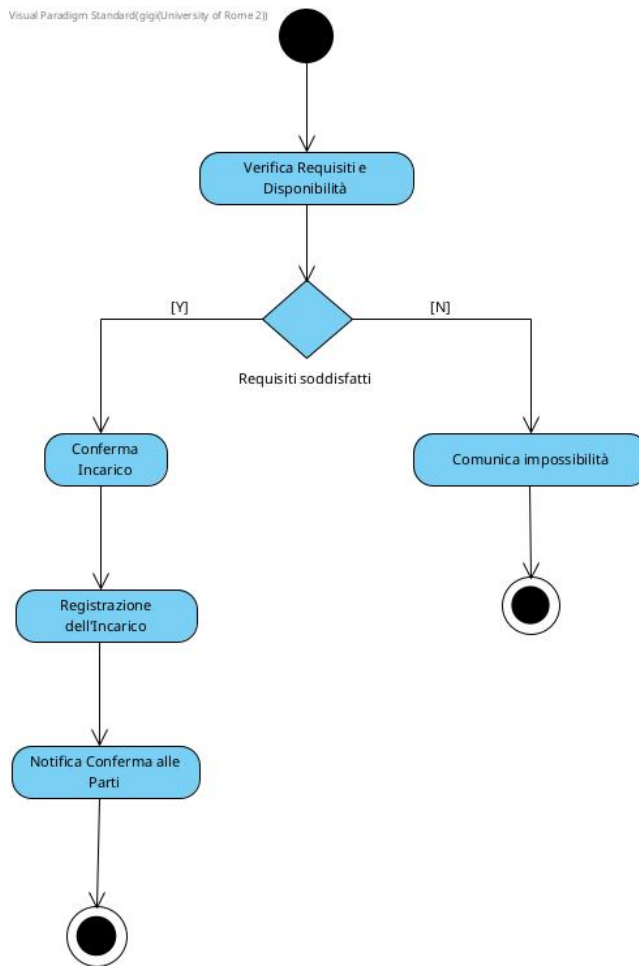 Visual Paradigm Standard(gigi(University of Rome 2))
Verifica Requisiti e
Disponibilità
[Y]
[N]
Requisiti soddisfatti
Conferma
Incarico
Comunica impossibilità
Registrazione
dell'Incarico
Notifica Conferma alle
Parti